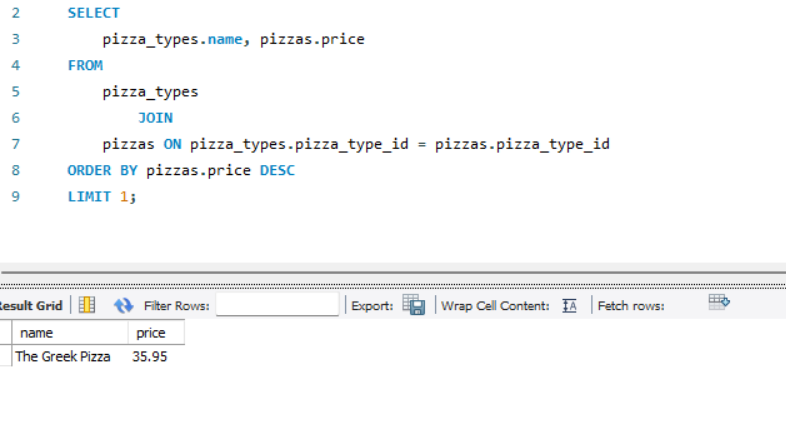 2 SELECT
3 pizza_types.name, pizzas.price
4 FROM
5 pizza_types
6 JOIN
7 pizzas ON pizza_types.pizza_type_id = pizzas.pizza_type_id
8 ORDER BY pizzas.price DESC
9 LIMIT 1;
Result Grid Filter Rows: Export: Wrap Cell Content: Fetch rows:
name price
The Greek Pizza 35.95